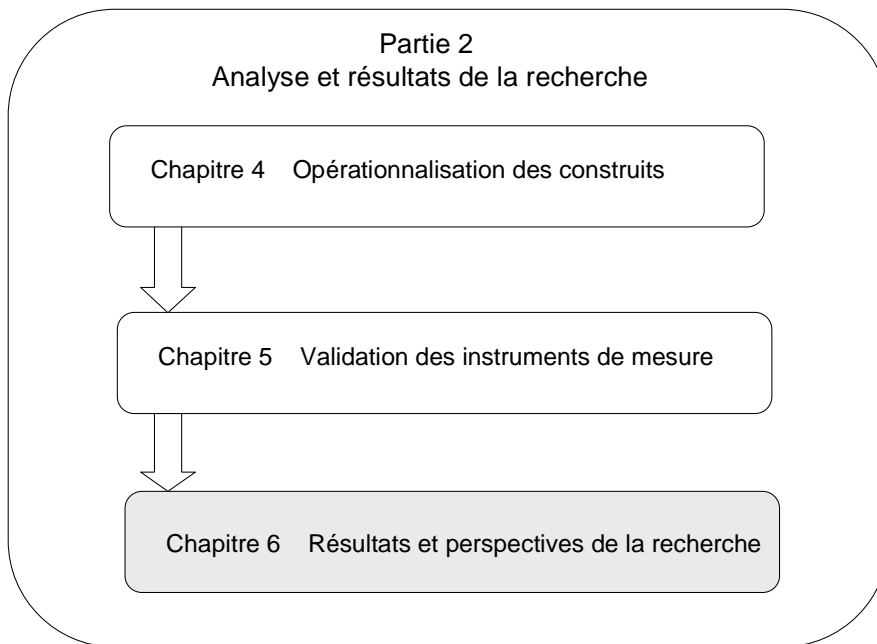 Partie 2
Analyse et résultats de la recherche
Chapitre 4 Opérationnalisation des construits
Chapitre 5 Validation des instruments de mesure
Chapitre 6 Résultats et perspectives de la recherche